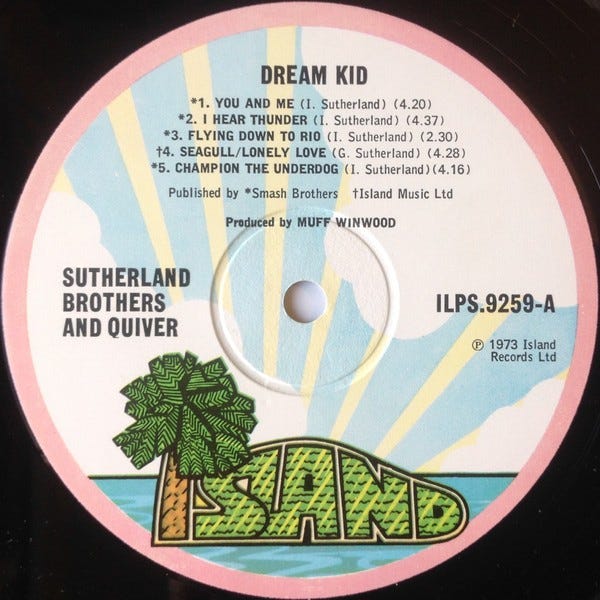 DREAM KID
*1. YOU AND ME (I. Sutherland) (4.20)
*2. I HEAR THUNDER (I. Sutherland) (4.37)
*3. FLYING DOWN TO RIO (I. Sutherland) (2.30)
†4. SEAGULL/LONELY LOVE (G. Sutherland) (4.28)
*5. CHAMPION THE UNDERDOG (I. Sutherland) (4.16)
Published by *Smash Brothers †Island Music Ltd
Produced by MUFF WINWOOD
SUTHERLAND
BROTHERS
AND QUIVER
ILPS.9259-A
℗ 1973 Island
Records Ltd
ISLAND